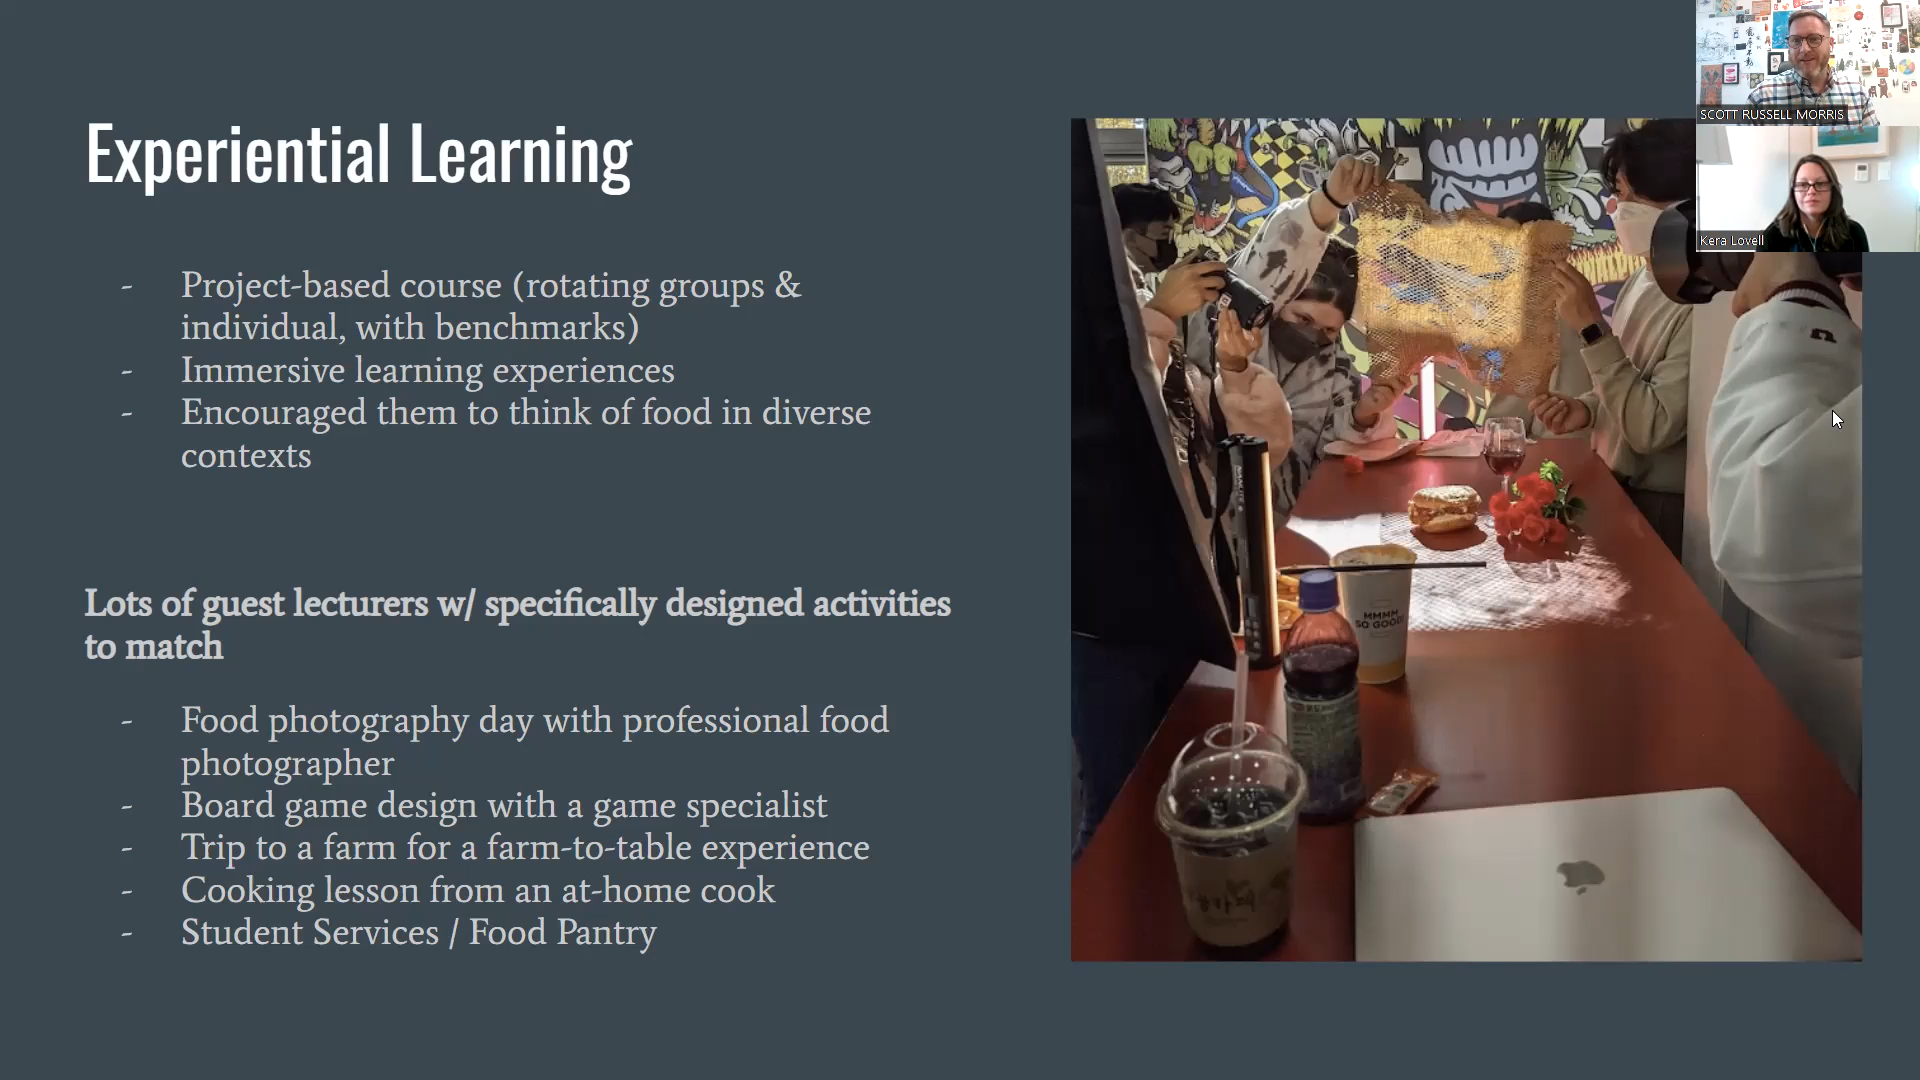 Experiential Learning
- Project-based course (rotating groups &
individual, with benchmarks)
- Immersive learning experiences
- Encouraged them to think of food in diverse
contexts
Lots of guest lecturers w/ specifically designed activities
to match
- Food photography day with professional food
photographer
- Board game design with a game specialist
- Trip to a farm for a farm-to-table experience
- Cooking lesson from an at-home cook
- Student Services / Food Pantry
MMMM
SO GOOD!
SCOTT RUSSELL MORRIS
Kera Lovell